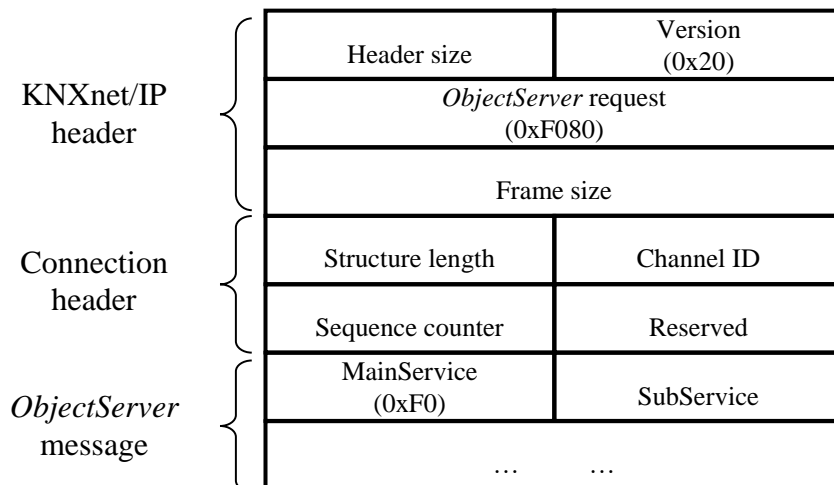 KNXnet/IP
header
Header size
Version
(0x20)
ObjectServer request
(0xF080)
Frame size
Connection
header
Structure length
Channel ID
Sequence counter
Reserved
ObjectServer
message
MainService
(0xF0)
SubService
… …